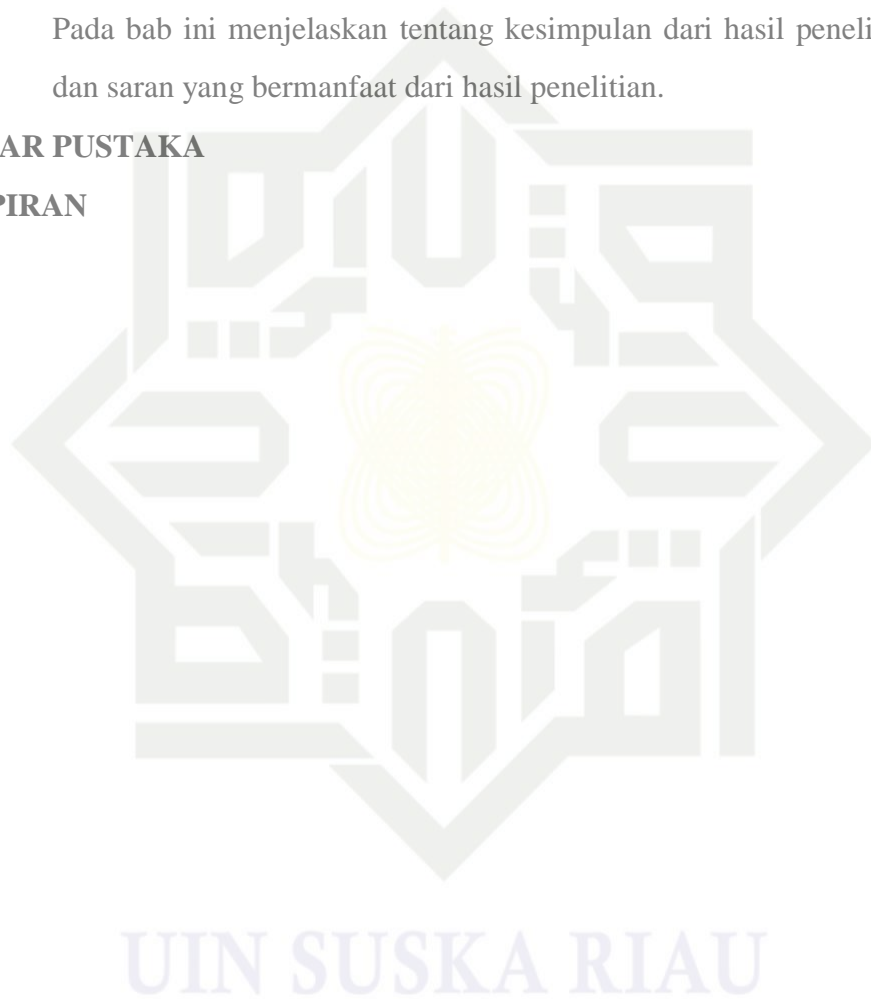 Pada bab ini menjelaskan tentang kesimpulan dari hasil peneli
dan saran yang bermanfaat dari hasil penelitian.
AR PUSTAKA
PIRAN
UIN SUSKA RIAU